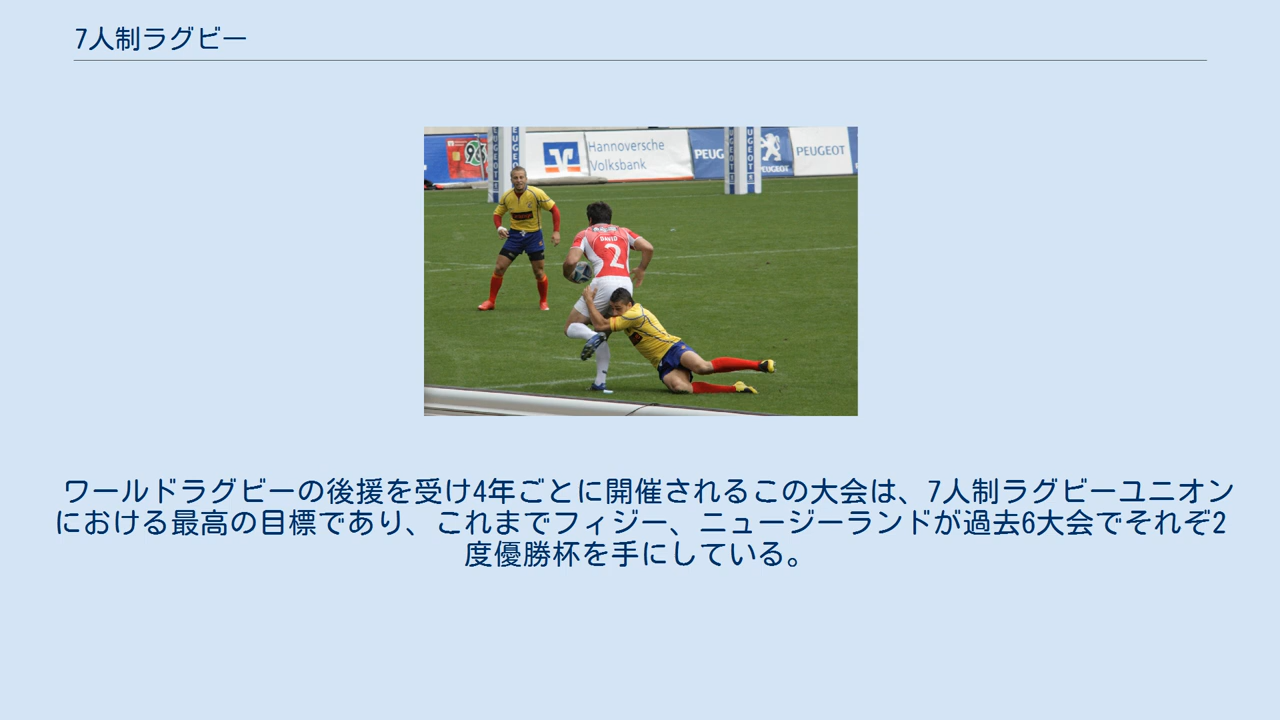 7人制ラグビー
Hannoversche
Volksbank
PEUG
PEUGEOT
PEUGEOT
DAVID
2
ワールドラグビーの後援を受け4年ごとに開催されるこの大会は、7人制ラグビーユニオン
における最高の目標であり、これまでフィジー、ニュージーランドが過去6大会でそれぞ2
度優勝杯を手にしている。